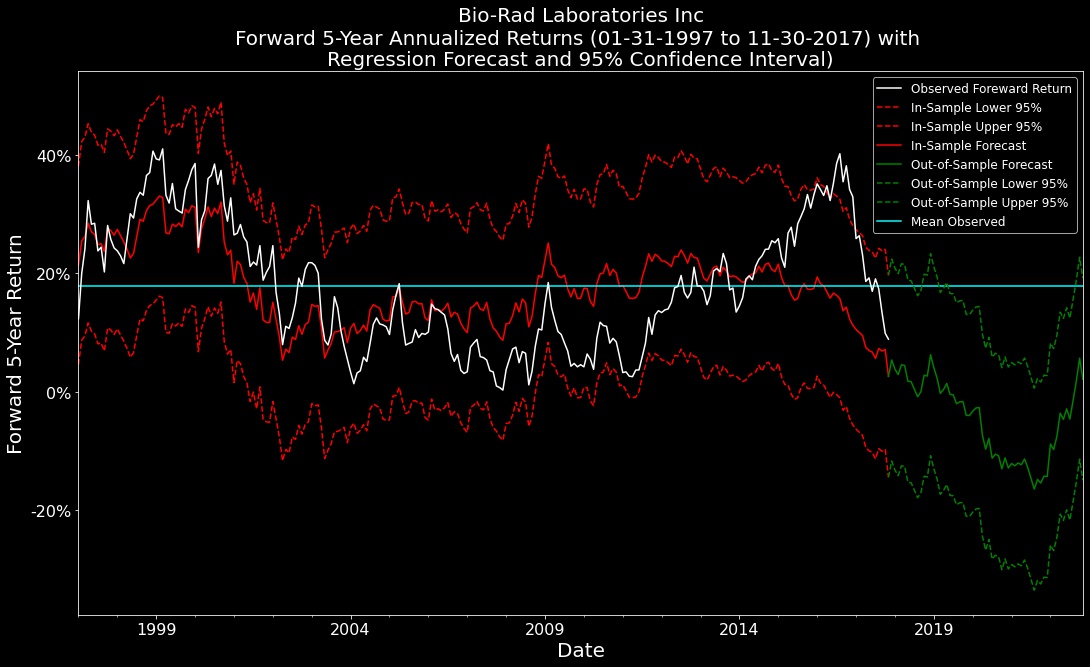 Bio-Rad Laboratories Inc
Forward 5-Year Annualized Returns (01-31-1997 to 11-30-2017) with
Regression Forecast and 95% Confidence Interval)
Observed Foreward Return
In-Sample Lower 95%
In-Sample Upper 95%
In-Sample Forecast
Out-of-Sample Forecast
Out-of-Sample Lower 95%
Out-of-Sample Upper 95%
Mean Observed
Forward 5-Year Return
40%
20%
0%
-20%
1999 2004 2009 2014 2019
Date